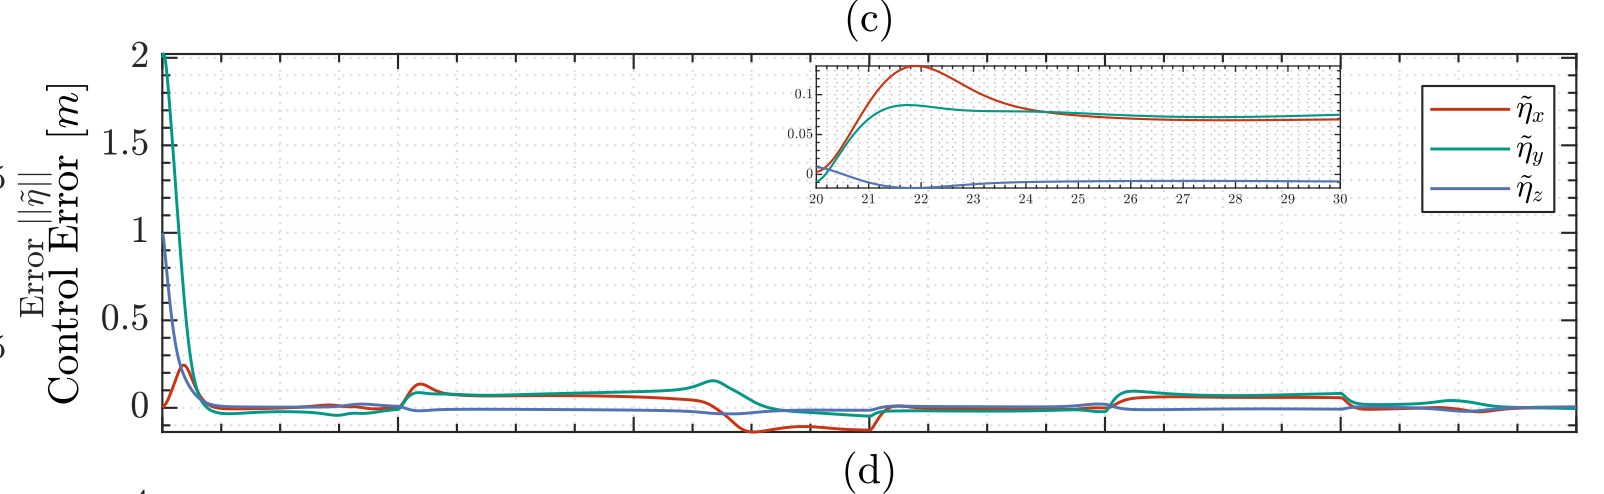 (c)
Error ||η̃||
Control Error [m]
2
1.5
1
0.5
0
0.1
0.05
0
20 21 22 23 24 25 26 27 28 29 30
η̃x
η̃y
η̃z
(d)